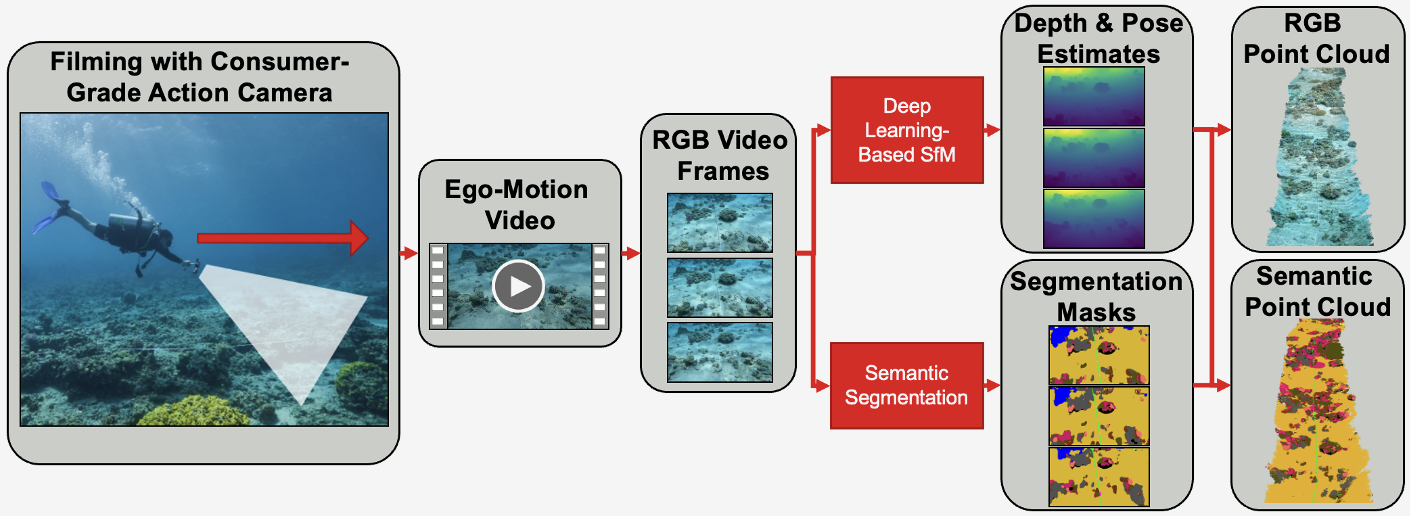 Filming with Consumer-
Grade Action Camera
Ego-Motion
Video
RGB Video
Frames
Deep
Learning-
Based SfM
Semantic
Segmentation
Depth & Pose
Estimates
Segmentation
Masks
RGB
Point Cloud
Semantic
Point Cloud